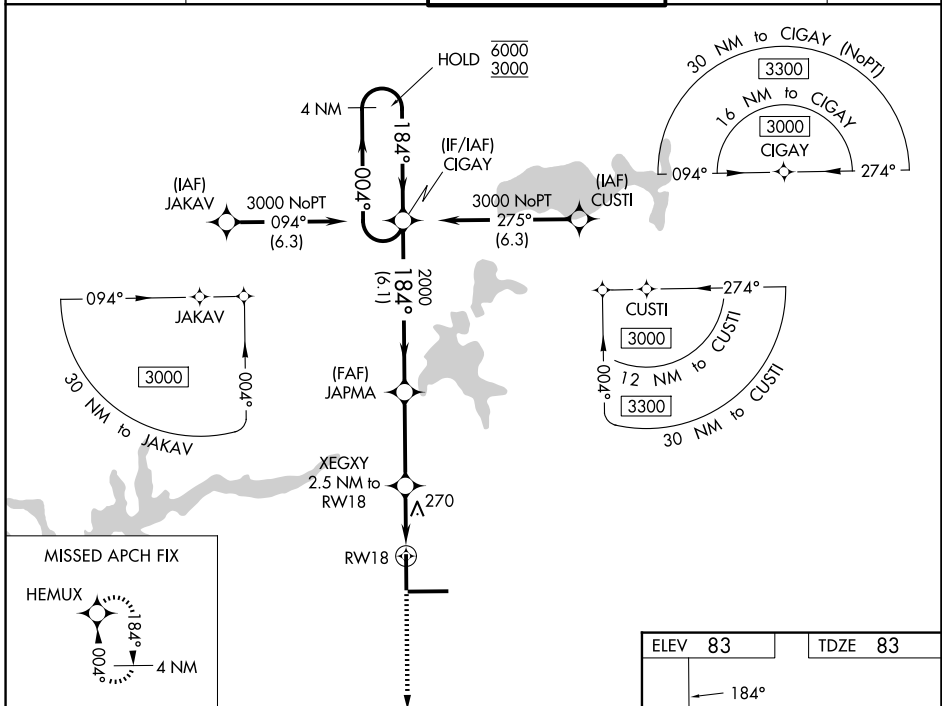 HOLD 6000
3000
4 NM
184°
004°
(IF/IAF)
CIGAY
(IAF)
JAKAV
3000 NoPT
094°
(6.3)
3000 NoPT
275°
(6.3)
(IAF)
CUSTI
30 NM to CIGAY (NoPT)
3300
16 NM to CIGAY
3000
CIGAY
094°
274°
2000
184°
(6.1)
094°
JAKAV
3000
004°
30 NM to JAKAV
274°
CUSTI
3000
004°
12 NM to CUSTI
3300
30 NM to CUSTI
(FAF)
JAPMA
XEGXY
2.5 NM to
RW18
270
RW18
MISSED APCH FIX
HEMUX
184°
004°
4 NM
ELEV 83
TDZE 83
184°